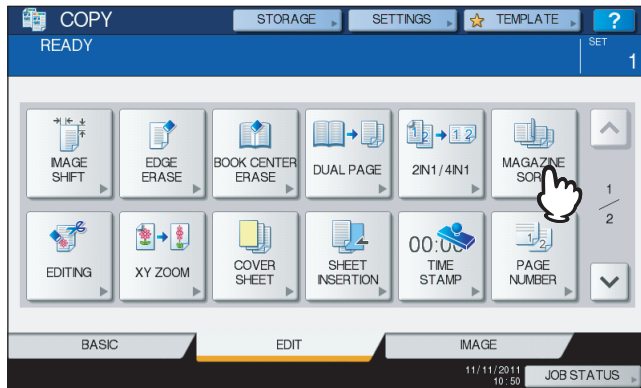 COPY
STORAGE
SETTINGS
TEMPLATE
?
READY
SET
1
IMAGE
SHIFT
EDGE
ERASE
BOOK CENTER
ERASE
DUAL PAGE
2IN1 / 4IN1
MAGAZINE
SORT
1
2
EDITING
XY ZOOM
COVER
SHEET
SHEET
INSERTION
00:00
TIME
STAMP
PAGE
NUMBER
BASIC
EDIT
IMAGE
11/11/2011
10:50
JOB STATUS